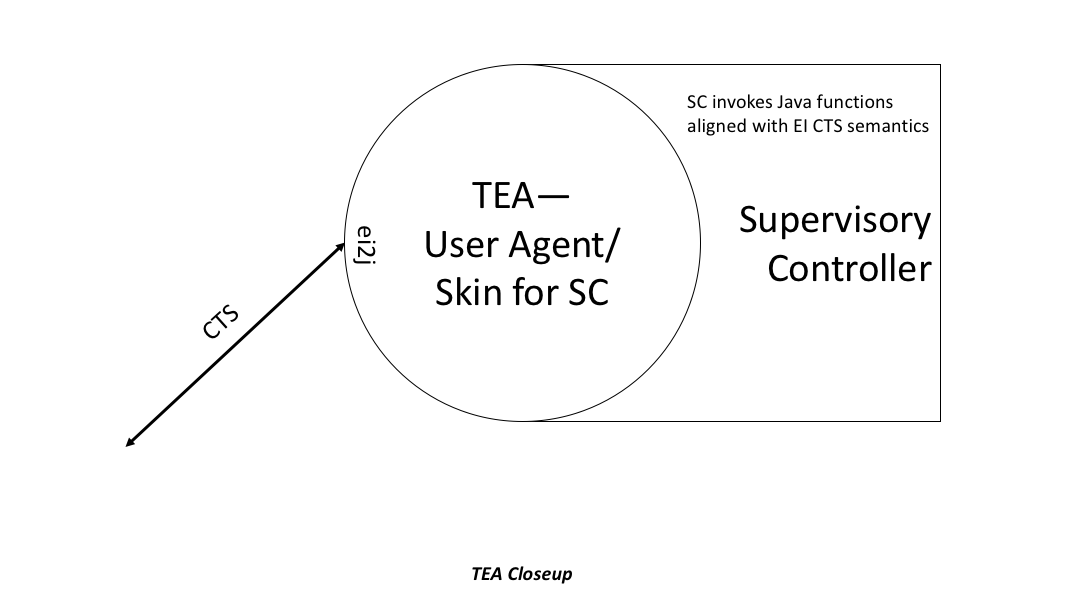 SC invokes Java functions
aligned with EI CTS semantics
TEA—
User Agent/
Skin for SC
Supervisory
Controller
ei2j
CTS
TEA Closeup